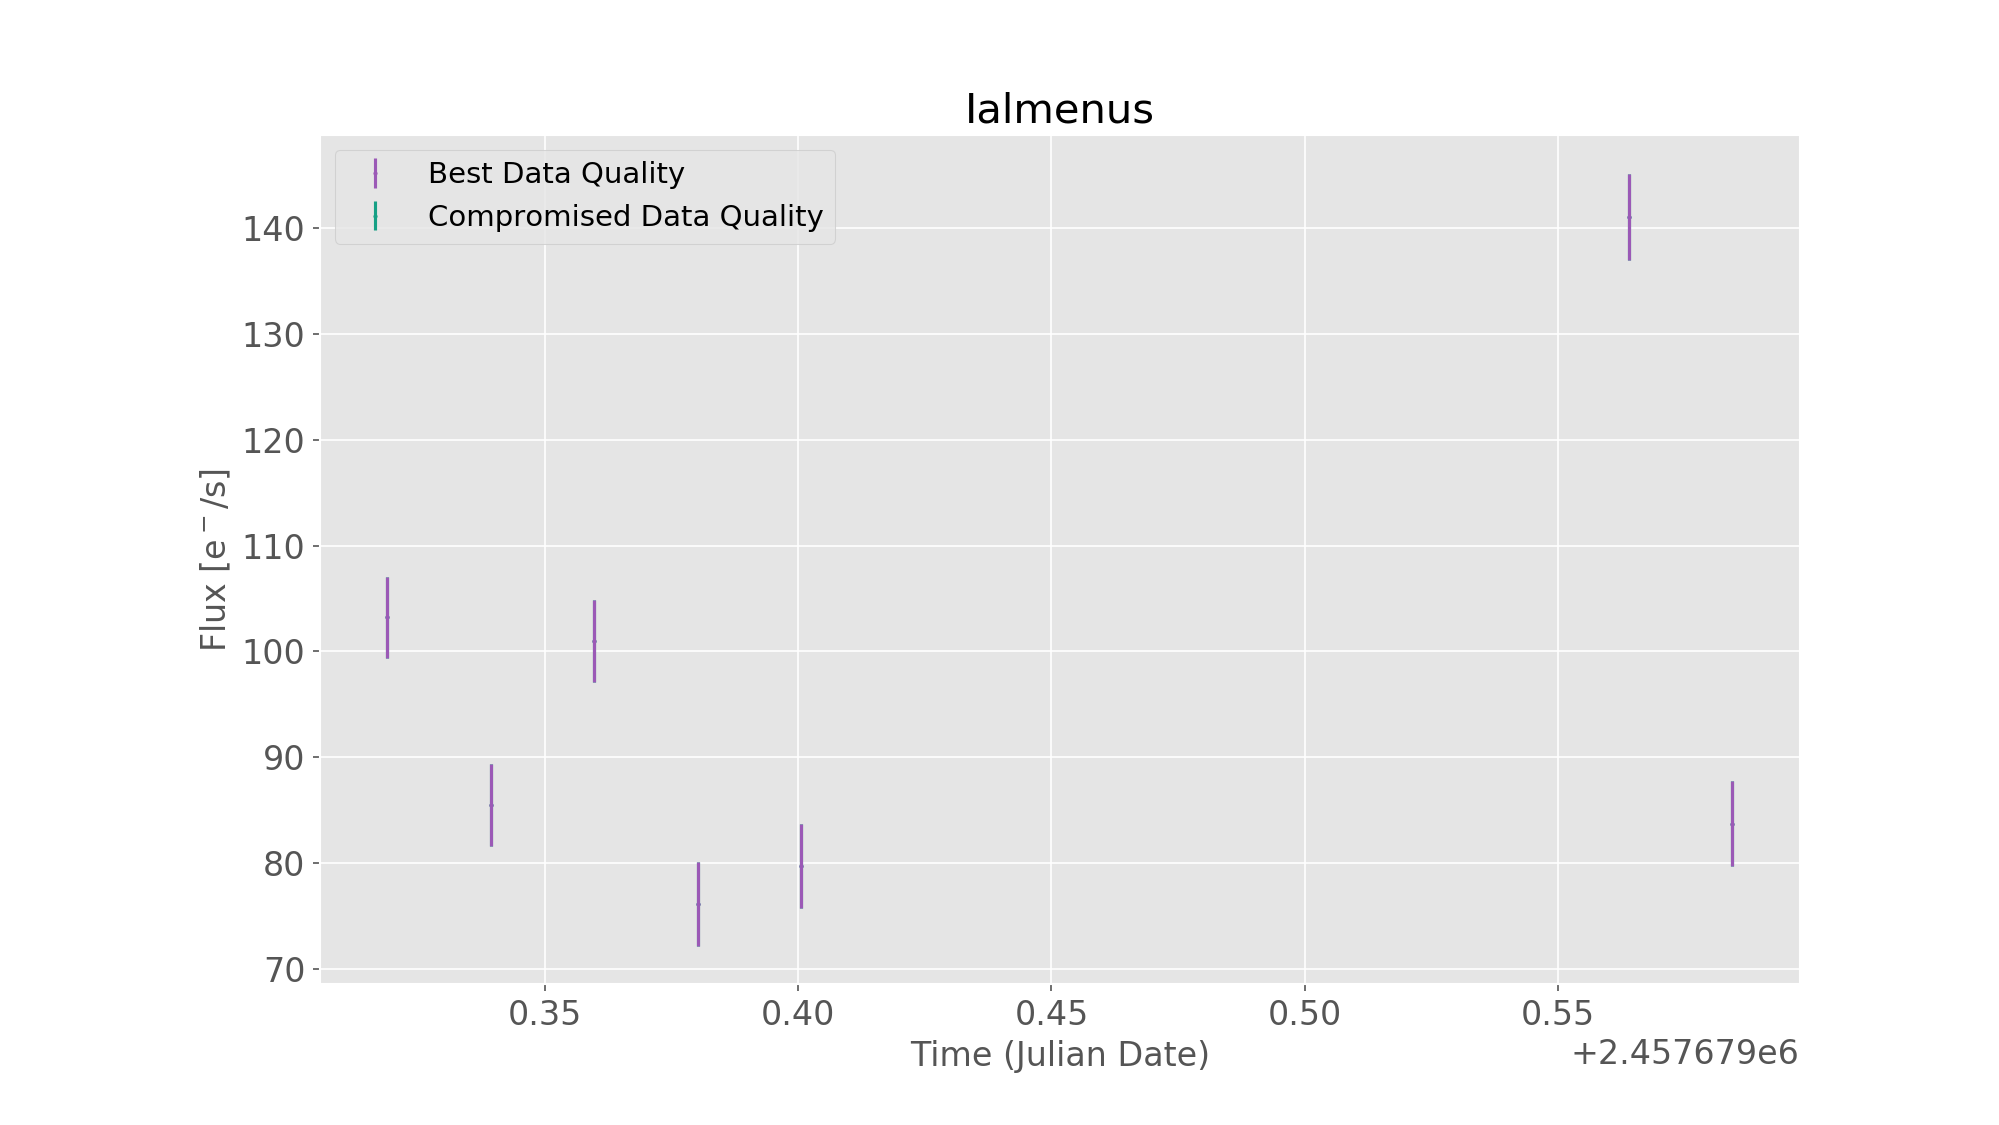 Ialmenus
Best Data Quality
Compromised Data Quality
Flux [e⁻/s]
140
130
120
110
100
90
80
70
0.35 0.40 0.45 0.50 0.55
Time (Julian Date)
+2.457679e6